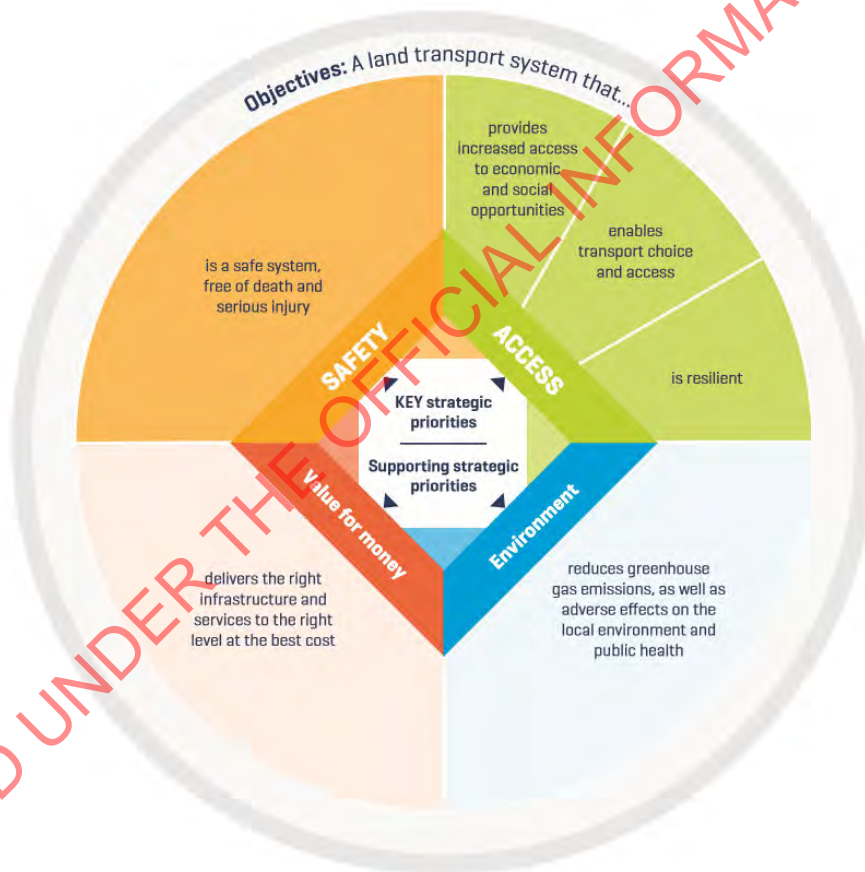 Objectives: A land transport system that...
provides
increased access
to economic
and social
opportunities
enables
transport choice
and access
is resilient
is a safe system,
free of death and
serious injury
SAFETY
ACCESS
KEY strategic
priorities
Supporting strategic
priorities
Value for money
Environment
delivers the right
infrastructure and
services to the right
level at the best cost
reduces greenhouse
gas emissions, as well as
adverse effects on the
local environment and
public health
D UNDER THE OFFICIAL INFORMA